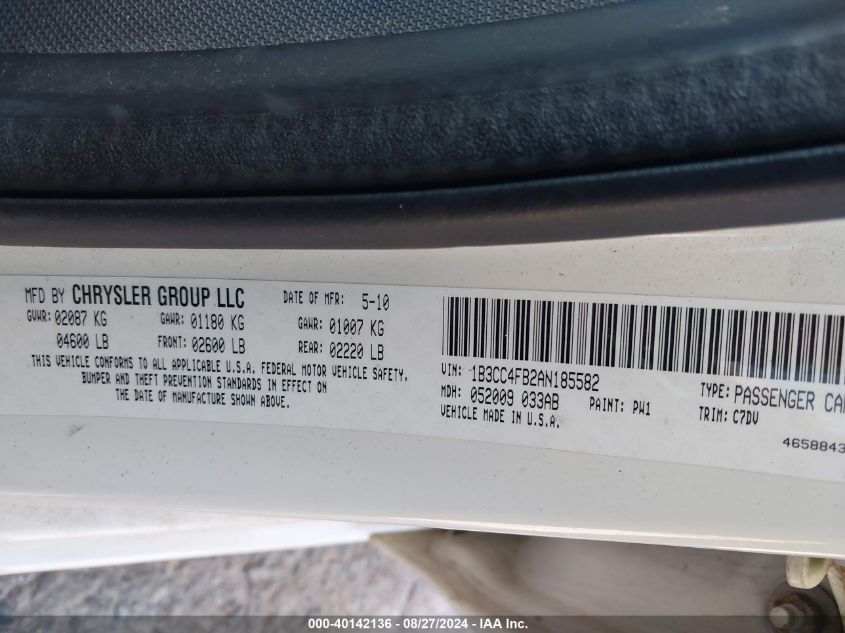 MFD BY CHRYSLER GROUP LLC DATE OF MFR: 5-10
GVWR: 02087 KG GAWR: 01180 KG GAWR: 01007 KG
04600 LB FRONT: 02600 LB REAR: 02220 LB
THIS VEHICLE CONFORMS TO ALL APPLICABLE U.S.A. FEDERAL MOTOR VEHICLE SAFETY,
BUMPER AND THEFT PREVENTION STANDARDS IN EFFECT ON
THE DATE OF MANUFACTURE SHOWN ABOVE.
VIN: 1B3CC4FB2AN185582 TYPE: PASSENGER CAR
MDH: 052009 033AB PAINT: PW1 TRIM: C7DV
VEHICLE MADE IN U.S.A.
4658843
000-40142136 - 08/27/2024 - IAA Inc.